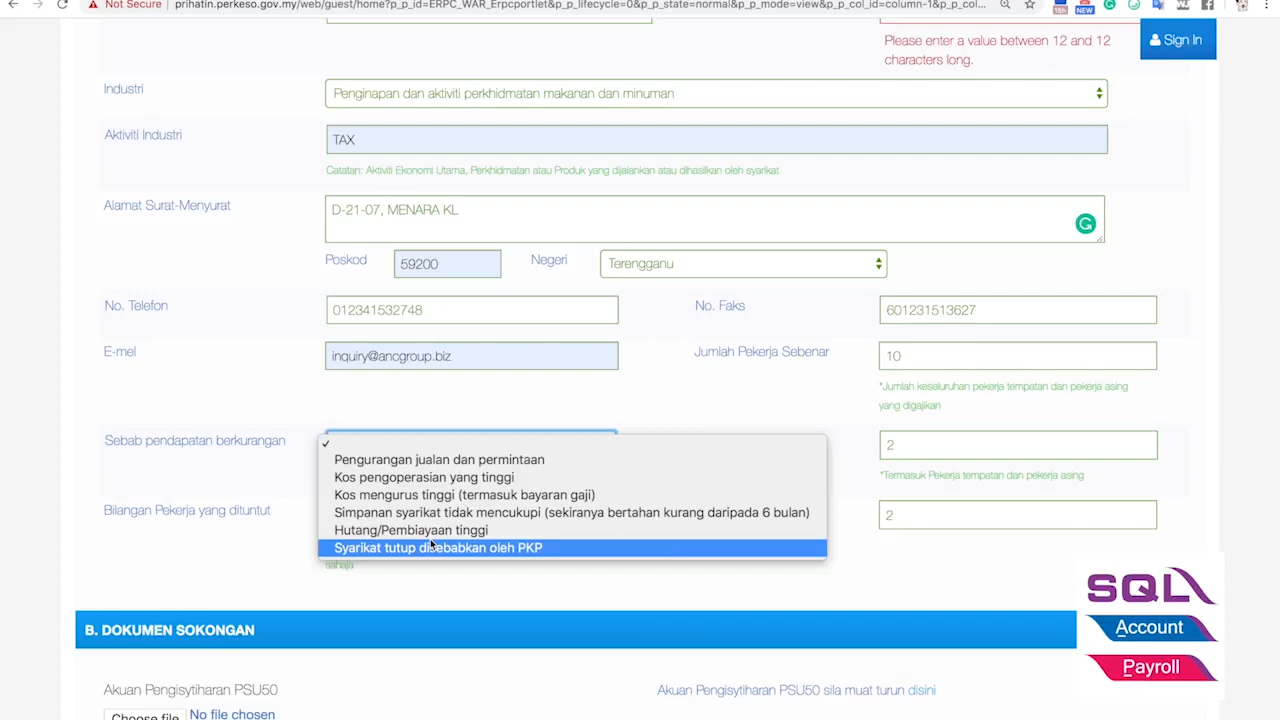 Not Secure
prihatin.perkeso.gov.my/web/guest/home?p_p_id=ERPC_WAR_Erpcportlet&p_p_lifecycle=0&p_p_state=normal&p_p_mode=view&p_p_col_id=column-1&p_p_col...
NEW
Sign In
Please enter a value between 12 and 12
characters long.
Industri
Penginapan dan aktiviti perkhidmatan makanan dan minuman
Aktiviti Industri
TAX
Catatan: Aktiviti Ekonomi Utama, Perkhidmatan atau Produk yang dijalankan atau dihasilkan oleh syarikat
Alamat Surat-Menyurat
D-21-07, MENARA KL
Poskod
59200
Negeri
Terengganu
No. Telefon
012341532748
No. Faks
601231513627
E-mel
inquiry@ancgroup.biz
Jumlah Pekerja Sebenar
10
*Jumlah keseluruhan pekerja tempatan dan pekerja asing
yang digajikan
Sebab pendapatan berkurangan
Pengurangan jualan dan permintaan
Kos pengoperasian yang tinggi
Kos mengurus tinggi (termasuk bayaran gaji)
Simpanan syarikat tidak mencukupi (sekiranya bertahan kurang daripada 6 bulan)
Hutang/Pembiayaan tinggi
Syarikat tutup disebabkan oleh PKP
2
*Termasuk Pekerja tempatan dan pekerja asing
Bilangan Pekerja yang dituntut
2
sahaja
B. DOKUMEN SOKONGAN
SQL
Account
Payroll
Akuan Pengisytiharan PSU50
Akuan Pengisytiharan PSU50 sila muat turun disini
Choose file
No file chosen